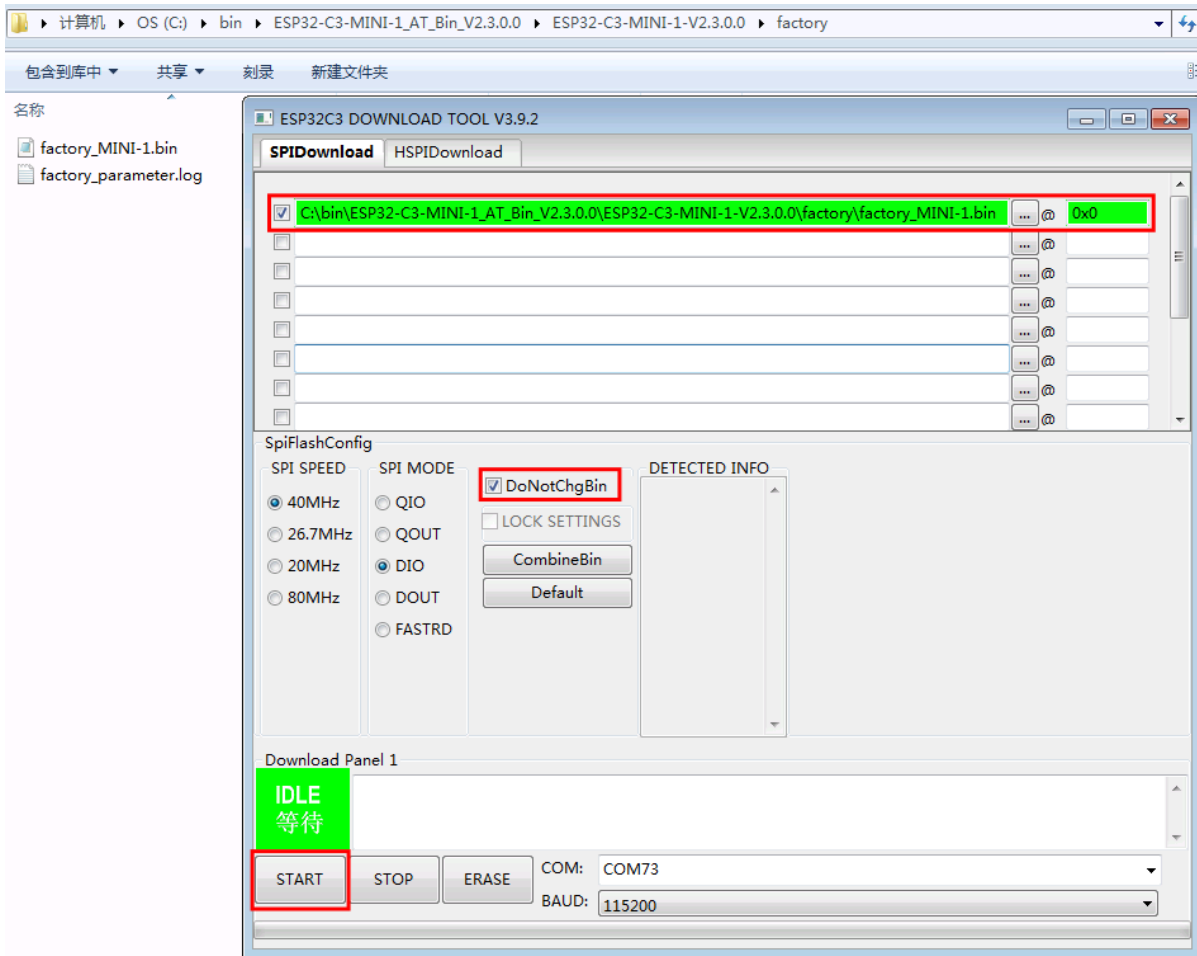 计算机 ▸ OS (C:) ▸ bin ▸ ESP32-C3-MINI-1_AT_Bin_V2.3.0.0 ▸ ESP32-C3-MINI-1-V2.3.0.0 ▸ factory
包含到库中 共享 刻录 新建文件夹
名称
factory_MINI-1.bin
factory_parameter.log
ESP32C3 DOWNLOAD TOOL V3.9.2
SPIDownload HSPIDownload
C:\bin\ESP32-C3-MINI-1_AT_Bin_V2.3.0.0\ESP32-C3-MINI-1-V2.3.0.0\factory\factory_MINI-1.bin ... @ 0x0
... @
... @
... @
... @
... @
... @
... @
SpiFlashConfig
SPI SPEED SPI MODE DETECTED INFO
DoNotChgBin
40MHz QIO
LOCK SETTINGS
26.7MHz QOUT
CombineBin
20MHz DIO
Default
80MHz DOUT
FASTRD
Download Panel 1
IDLE
等待
START STOP ERASE
COM: COM73
BAUD: 115200